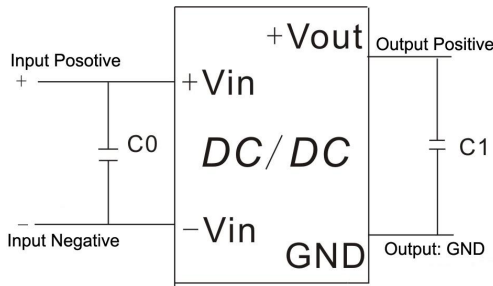 +Vout
Output Positive
Input Posotive
+
+Vin
C0
DC/DC
C1
−
−Vin
Input Negative
GND
Output: GND